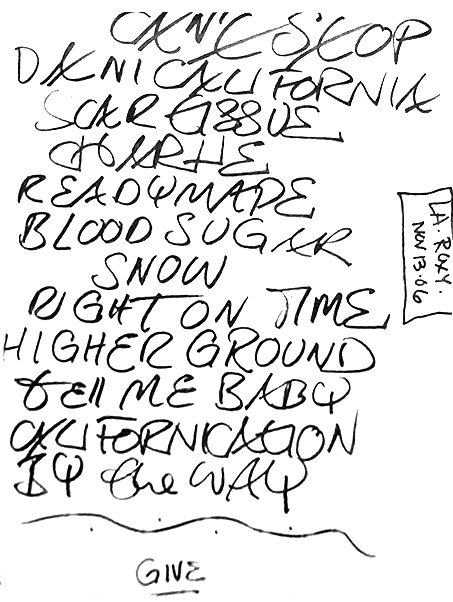 CAN'T STOP
DANI CALIFORNIA
SCAR TISSUE
CHARLIE
READYMADE
BLOOD SUGAR
SNOW
RIGHT ON TIME
HIGHER GROUND
tell ME BABY
CALIFORNICATION
BY the WAY
GIVE
L.A. ROXY.
NOV 13.06